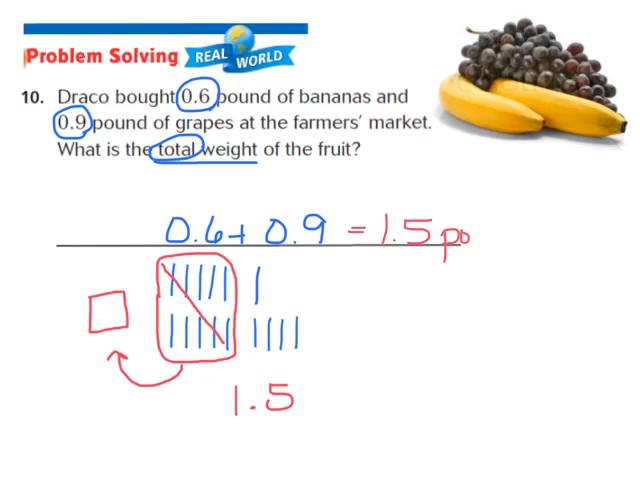 Problem Solving REAL WORLD
10. Draco bought 0.6 pound of bananas and
0.9 pound of grapes at the farmers' market.
What is the total weight of the fruit?
0.6 + 0.9 = 1.5 po
1.5